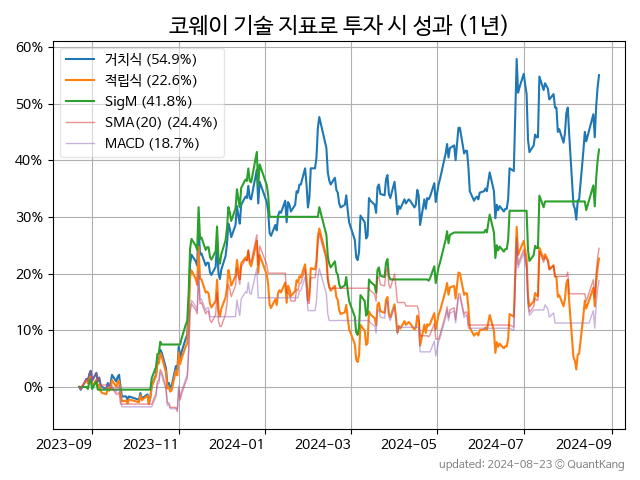 코웨이 기술 지표로 투자 시 성과 (1년)
60%
50%
40%
30%
20%
10%
0%
거치식 (54.9%)
적립식 (22.6%)
SigM (41.8%)
SMA(20) (24.4%)
MACD (18.7%)
2023-09 2023-11 2024-01 2024-03 2024-05 2024-07 2024-09
updated: 2024-08-23 © QuantKang